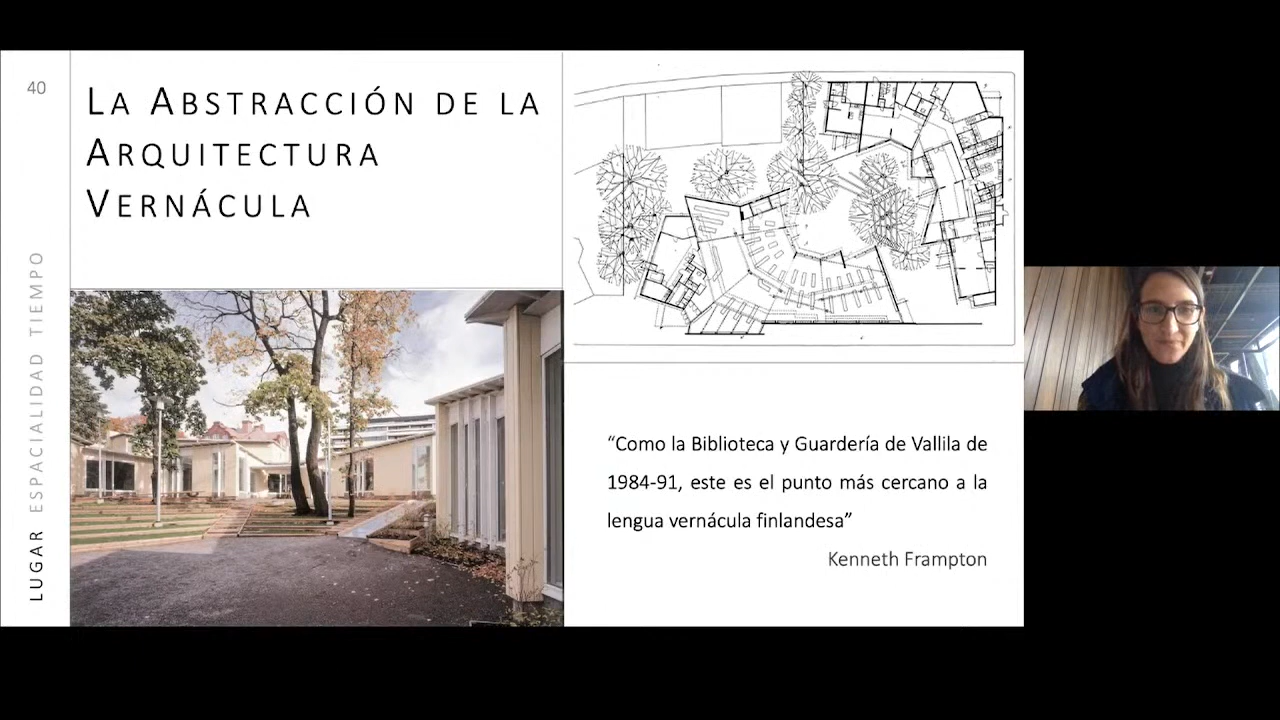 40
LA ABSTRACCIÓN DE LA
ARQUITECTURA
VERNÁCULA
LUGAR ESPACIALIDAD TIEMPO
“Como la Biblioteca y Guardería de Vallila de
1984-91, este es el punto más cercano a la
lengua vernácula finlandesa”
Kenneth Frampton